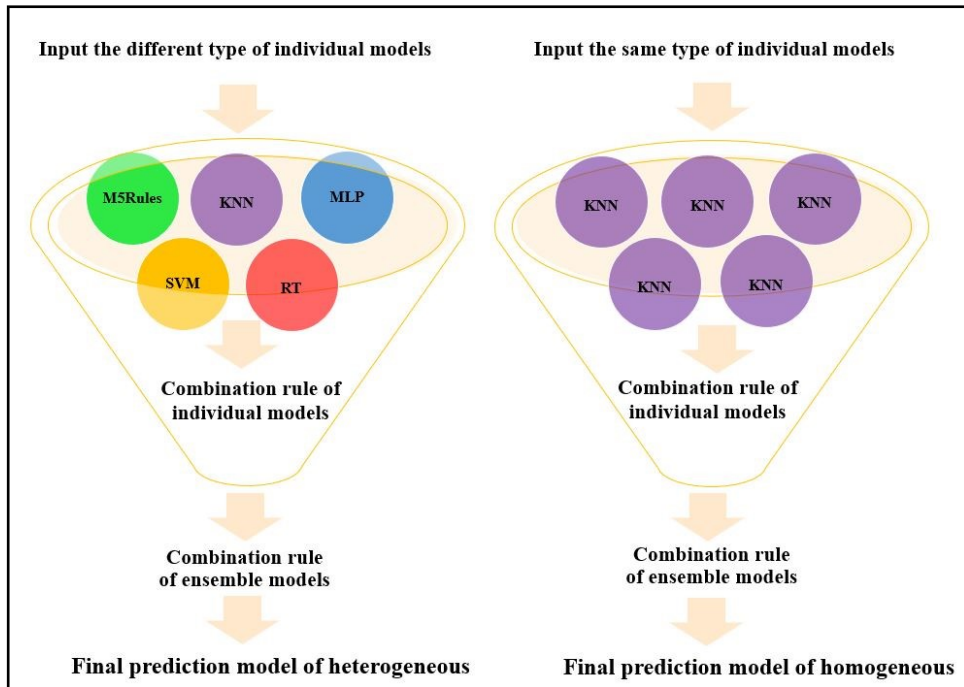 Input the different type of individual models
M5Rules
KNN
MLP
SVM
RT
Combination rule of
individual models
Combination rule
of ensemble models
Final prediction model of heterogeneous
Input the same type of individual models
KNN
KNN
KNN
KNN
KNN
Combination rule of
individual models
Combination rule
of ensemble models
Final prediction model of homogeneous